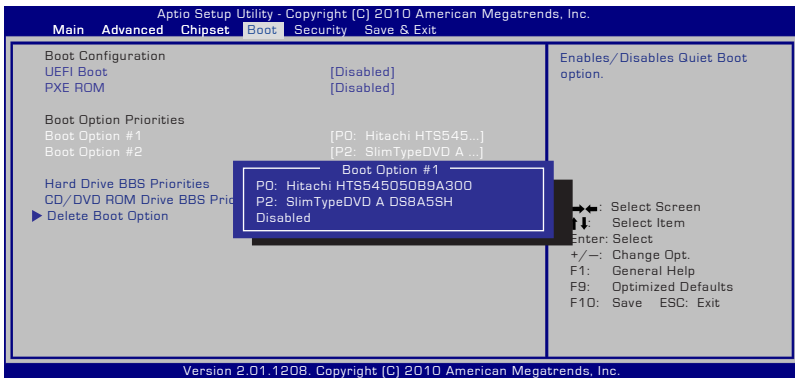 Aptio Setup Utility - Copyright (C) 2010 American Megatrends, Inc.
Main Advanced Chipset Boot Security Save & Exit
Boot Configuration
UEFI Boot [Disabled]
PXE ROM [Disabled]
Boot Option Priorities
Boot Option #1 [P0: Hitachi HTS545...]
Boot Option #2 [P2: SlimTypeDVD A ...]
Hard Drive BBS Priorities
CD/DVD ROM Drive BBS Prio
Delete Boot Option
Boot Option #1
P0: Hitachi HTS545050B9A300
P2: SlimTypeDVD A DS8A5SH
Disabled
Enables/Disables Quiet Boot
option.
→←: Select Screen
↑↓: Select Item
Enter: Select
+/—: Change Opt.
F1: General Help
F9: Optimized Defaults
F10: Save ESC: Exit
Version 2.01.1208. Copyright (C) 2010 American Megatrends, Inc.